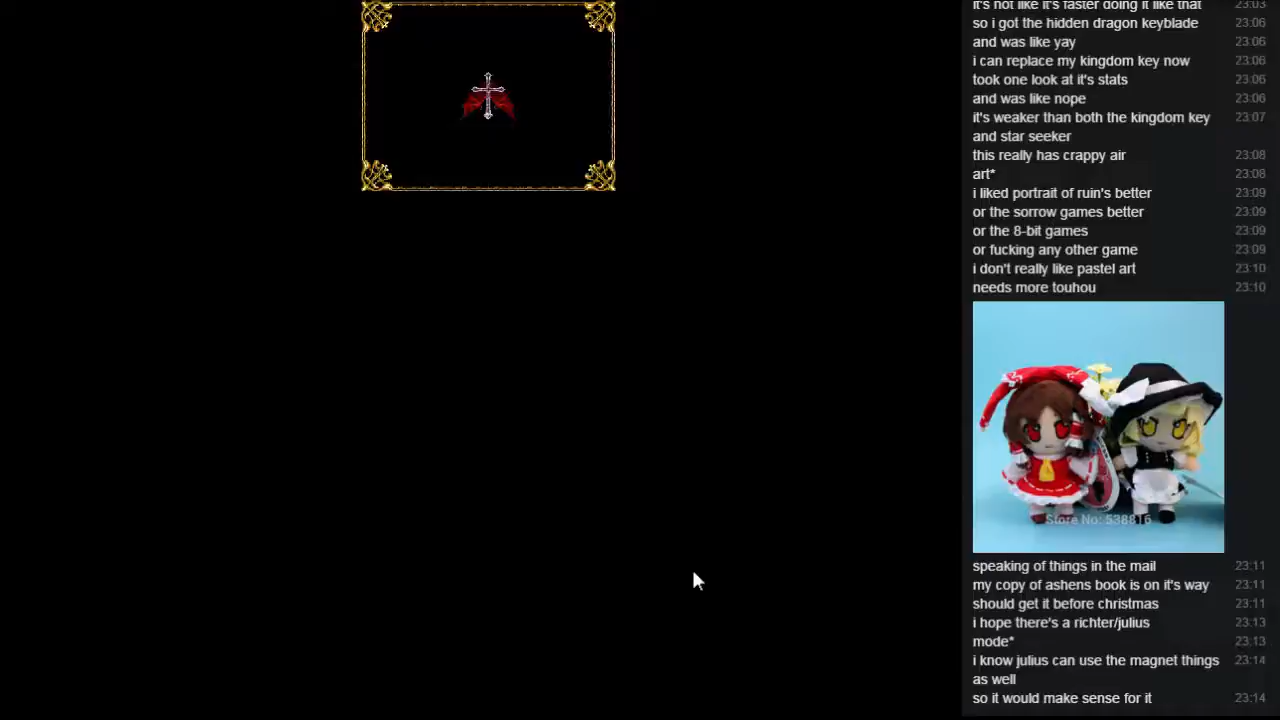 it's not like it's faster doing it like that 23:03
so i got the hidden dragon keyblade 23:06
and was like yay 23:06
i can replace my kingdom key now 23:06
took one look at it's stats 23:06
and was like nope 23:06
it's weaker than both the kingdom key 23:07
and star seeker
this really has crappy air 23:08
art* 23:08
i liked portrait of ruin's better 23:09
or the sorrow games better 23:09
or the 8-bit games 23:09
or fucking any other game 23:09
i don't really like pastel art 23:10
needs more touhou 23:10
Store No: 538816
speaking of things in the mail 23:11
my copy of ashens book is on it's way 23:11
should get it before christmas 23:11
i hope there's a richter/julius 23:13
mode* 23:13
i know julius can use the magnet things 23:14
as well
so it would make sense for it 23:14